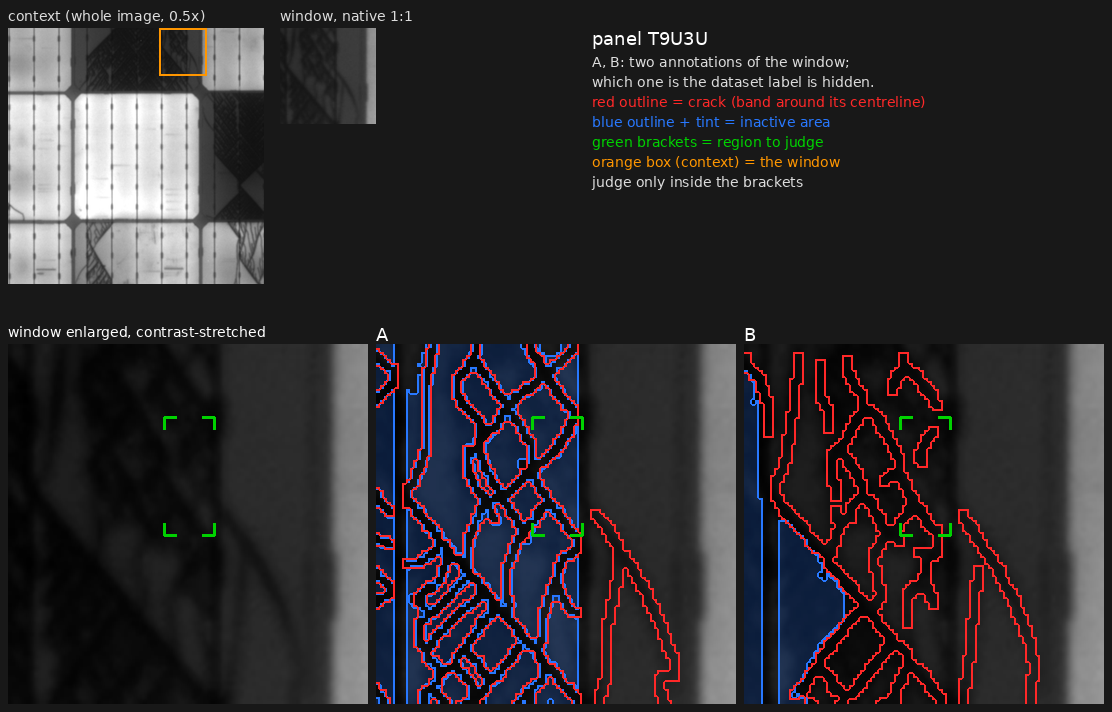 context (whole image, 0.5x)
window, native 1:1
panel T9U3U
A, B: two annotations of the window;
which one is the dataset label is hidden.
red outline = crack (band around its centreline)
blue outline + tint = inactive area
green brackets = region to judge
orange box (context) = the window
judge only inside the brackets
window enlarged, contrast-stretched
A
B